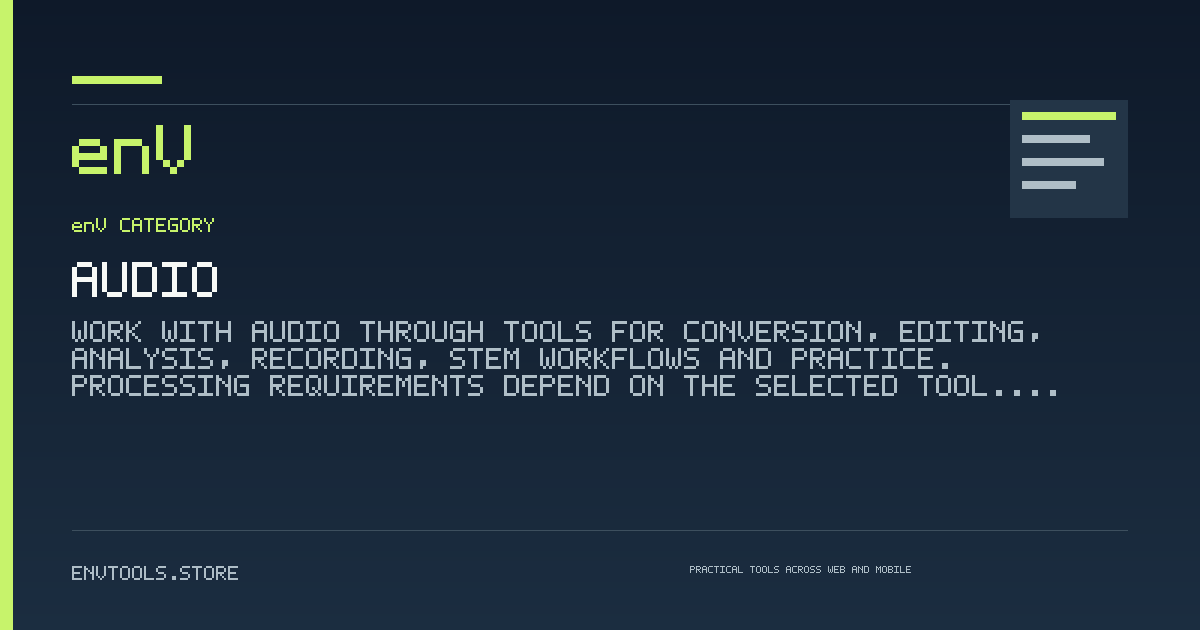 enV
enV CATEGORY
AUDIO
WORK WITH AUDIO THROUGH TOOLS FOR CONVERSION, EDITING,
ANALYSIS, RECORDING, STEM WORKFLOWS AND PRACTICE.
PROCESSING REQUIREMENTS DEPEND ON THE SELECTED TOOL....
ENVTOOLS.STORE
PRACTICAL TOOLS ACROSS WEB AND MOBILE